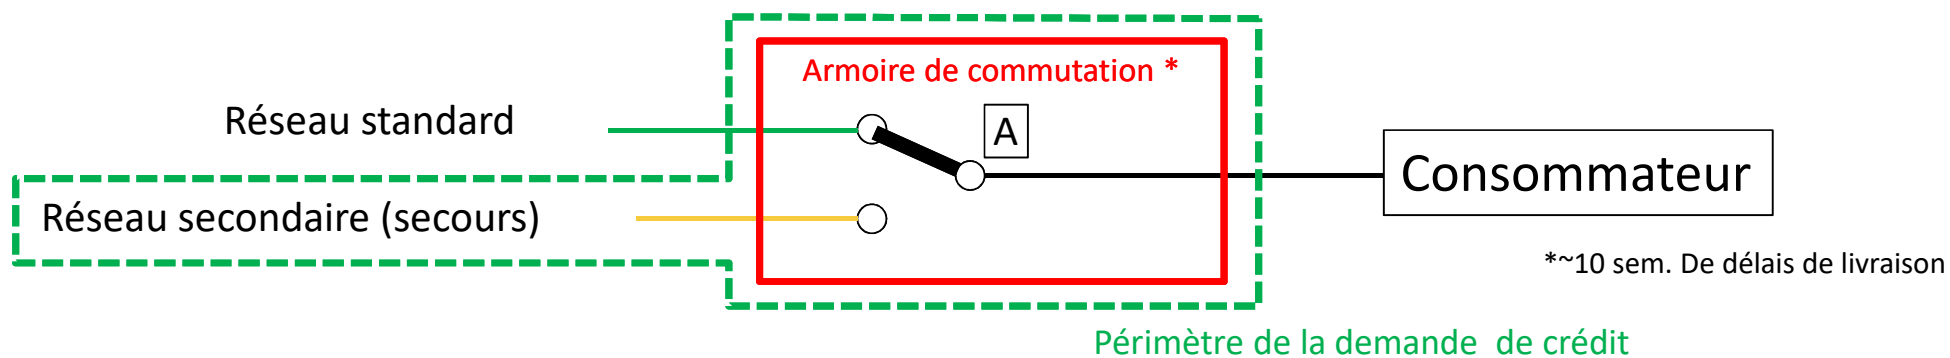 Armoire de commutation *
Réseau standard
A
Consommateur
Réseau secondaire (secours)
*~10 sem. De délais de livraison
Périmètre de la demande  de crédit